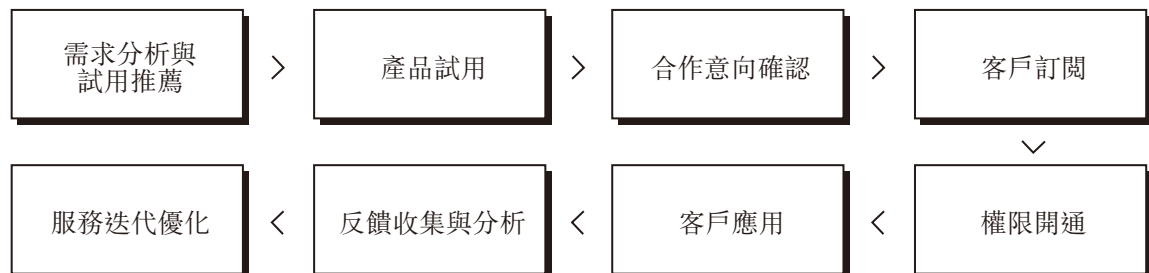 需求分析與
試用推薦
產品試用
合作意向確認
客戶訂閱
權限開通
客戶應用
反饋收集與分析
服務迭代優化